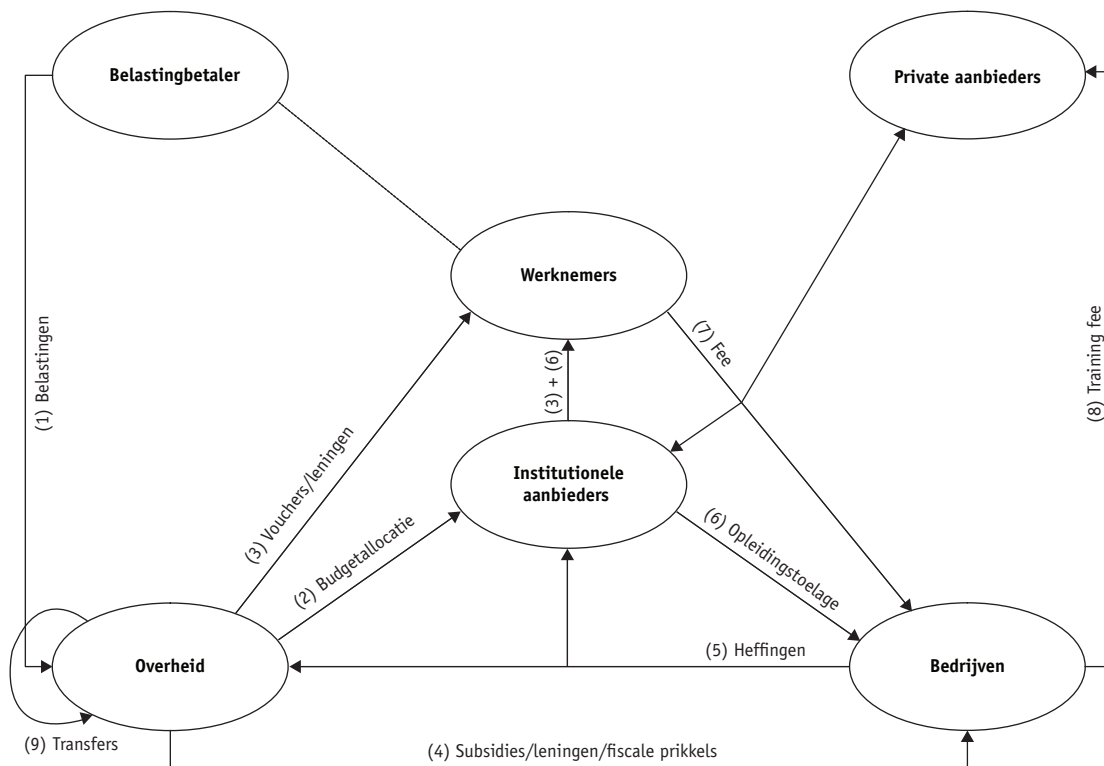 Belastingbetaler
Private aanbieders
Werknemers
(1) Belastingen
(7) Fee
(8) Training fee
(3) + (6)
(3) Vouchers/leningen
Institutionele
aanbieders
(2) Budgetallocatie
(6) Opleidingstoelage
Overheid
(5) Heffingen
Bedrijven
(9) Transfers
(4) Subsidies/leningen/fiscale prikkels